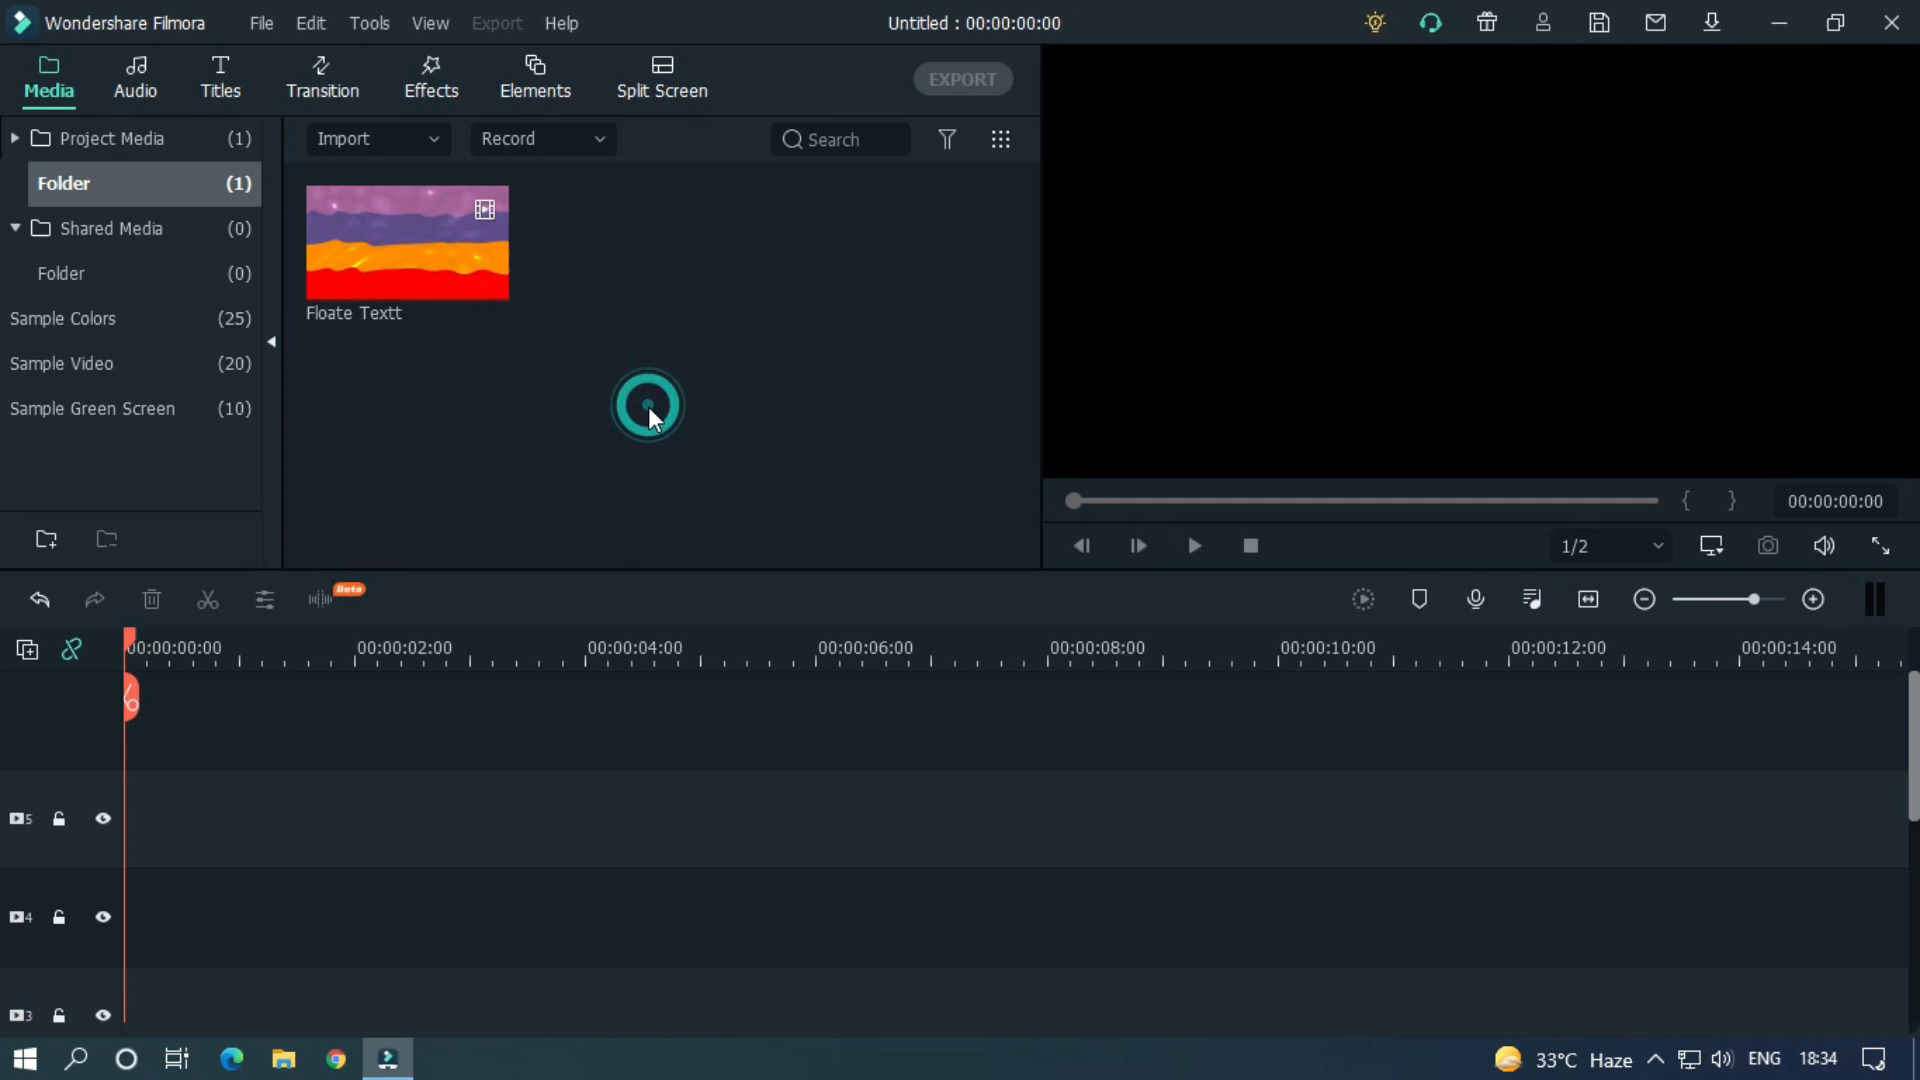 Wondershare Filmora File Edit Tools View Export Help Untitled : 00:00:00:00
Media Audio Titles Transition Effects Elements Split Screen EXPORT
Project Media (1) Import Record Search
Folder (1)
Shared Media (0)
Folder (0)
Floate Textt
Sample Colors (25)
Sample Video (20)
Sample Green Screen (10)
{ } 00:00:00:00
1/2
Beta
00:00:00:00 00:00:02:00 00:00:04:00 00:00:06:00 00:00:08:00 00:00:10:00 00:00:12:00 00:00:14:00
5
4
3
33°C Haze ENG 18:34